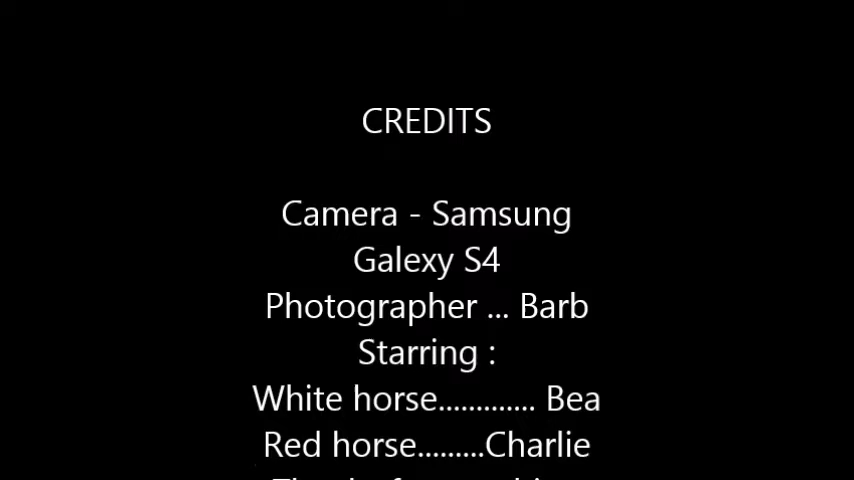 CREDITS
Camera - Samsung
Galexy S4
Photographer ... Barb
Starring :
White horse............. Bea
Red horse.........Charlie